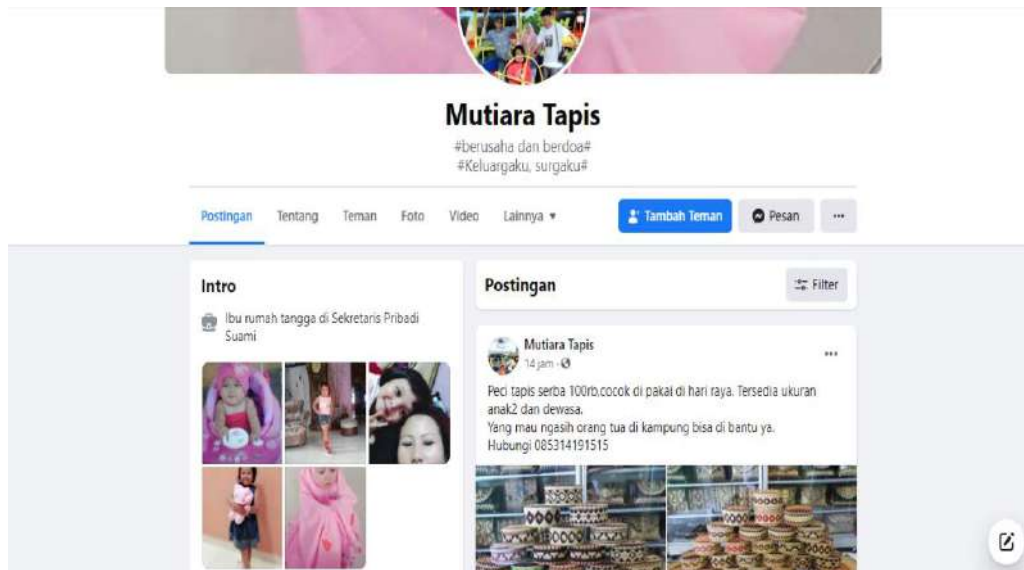 Mutiara Tapis
#berusaha dan berdoa#
#Keluargaku, surgaku#
Postingan Tentang Teman Foto Video Lainnya
Tambah Teman
Pesan
Intro
Ibu rumah tangga di Sekretaris Pribadi
Suami
Postingan
Filter
Mutiara Tapis
14 jam
Peci tapis serba 100rb,cocok di pakai di hari raya. Tersedia ukuran
anak2 dan dewasa.
Yang mau ngasih orang tua di kampung bisa di bantu ya.
Hubungi 085314191515